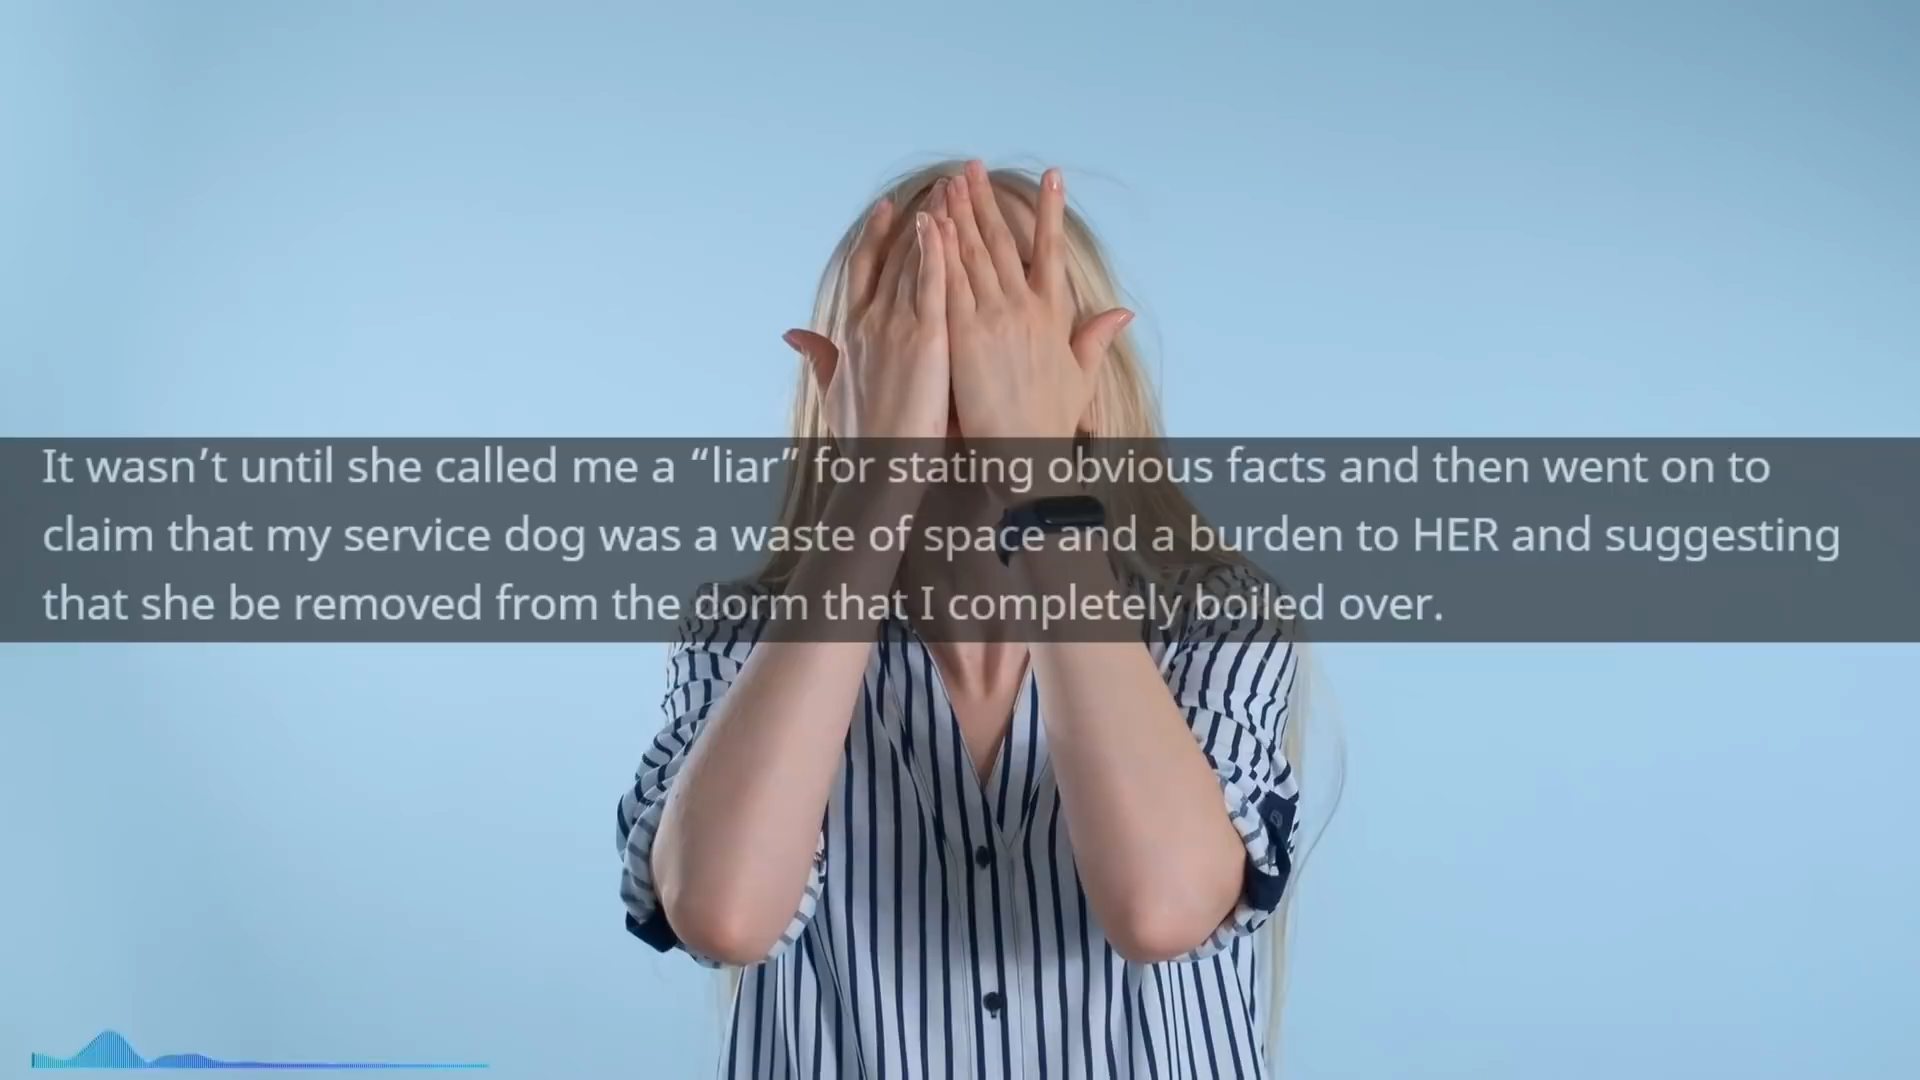 It wasn’t until she called me a “liar” for stating obvious facts and then went on to
claim that my service dog was a waste of space and a burden to HER and suggesting
that she be removed from the dorm that I completely boiled over.